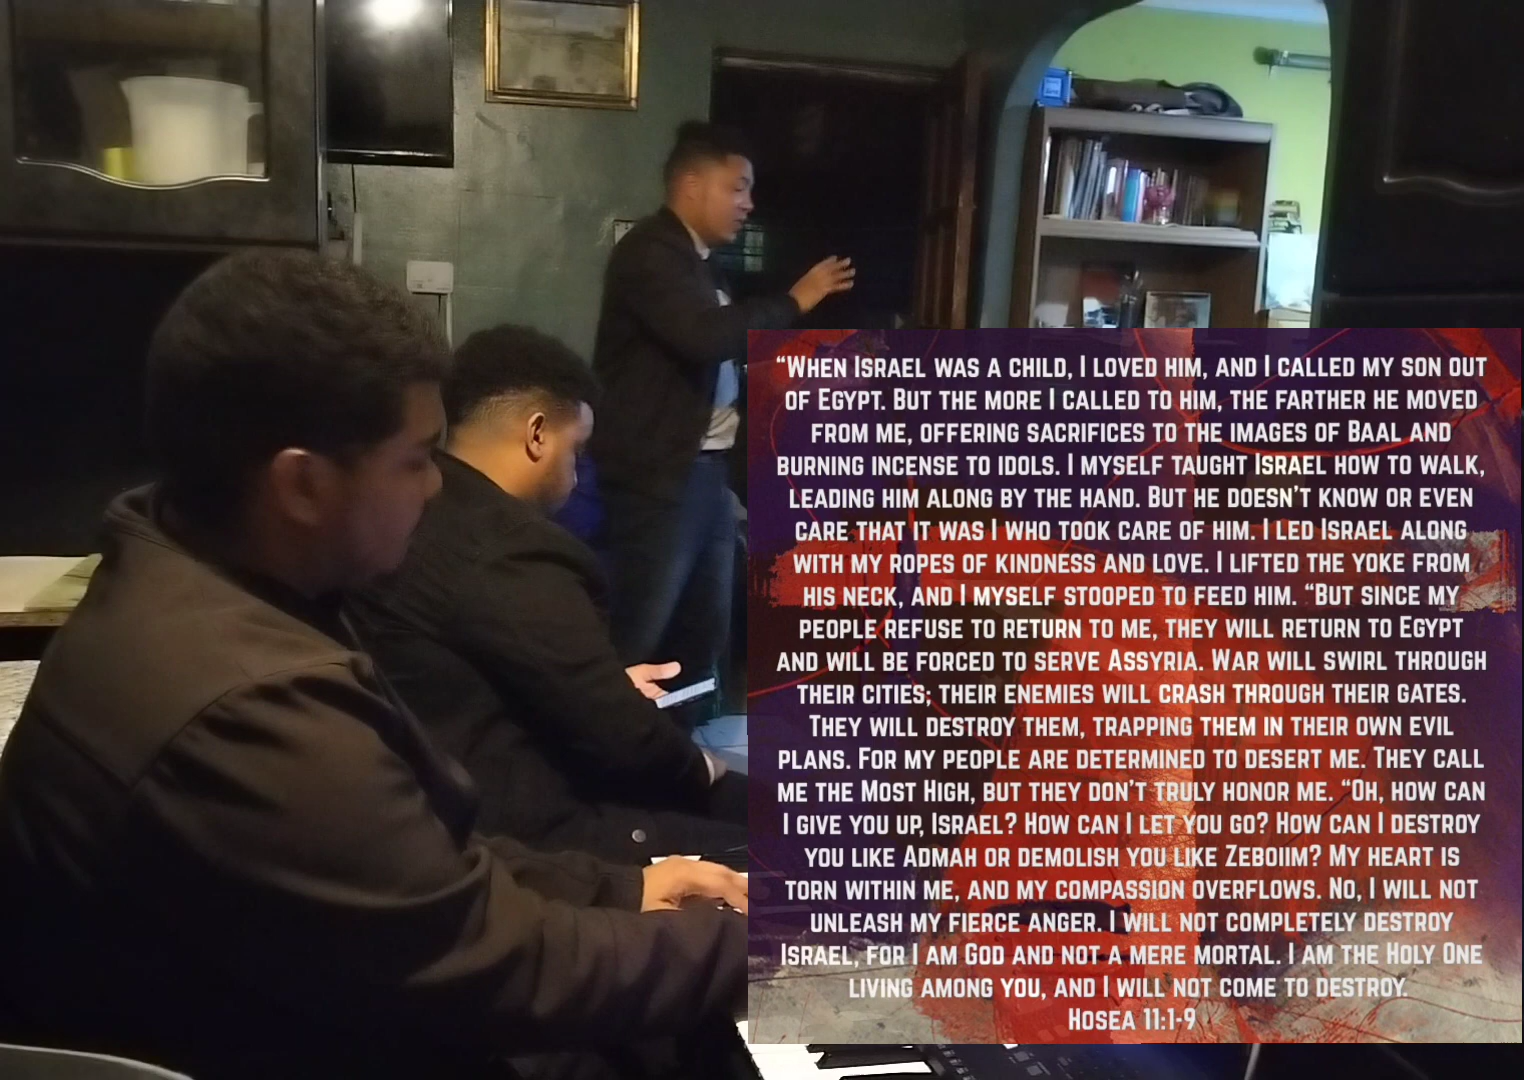 “When Israel was a child, I loved him, and I called my son out
of Egypt. But the more I called to him, the farther he moved
from me, offering sacrifices to the images of Baal and
burning incense to idols. I myself taught Israel how to walk,
leading him along by the hand. But he doesn’t know or even
care that it was I who took care of him. I led Israel along
with my ropes of kindness and love. I lifted the yoke from
his neck, and I myself stooped to feed him. “But since my
people refuse to return to me, they will return to Egypt
and will be forced to serve Assyria. War will swirl through
their cities; their enemies will crash through their gates.
They will destroy them, trapping them in their own evil
plans. For my people are determined to desert me. They call
me the Most High, but they don’t truly honor me. “Oh, how can
I give you up, Israel? How can I let you go? How can I destroy
you like Admah or demolish you like Zeboiim? My heart is
torn within me, and my compassion overflows. No, I will not
unleash my fierce anger. I will not completely destroy
Israel, for I am God and not a mere mortal. I am the Holy One
living among you, and I will not come to destroy.
Hosea 11:1-9